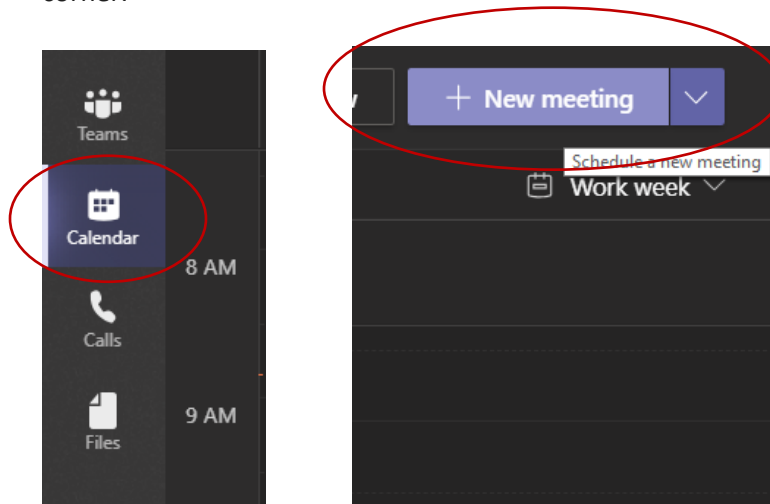 Teams
Calendar
8 AM
Calls
9 AM
Files
+ New meeting
Schedule a new meeting
Work week